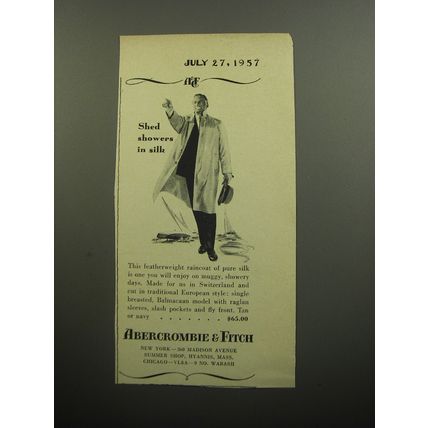 JULY 27, 1957
A&F
Shed
showers
in silk
This featherweight raincoat of pure silk
is one you will enjoy on muggy, showery
days. Made for us in Switzerland and
cut in traditional European style: single
breasted, Balmacaan model with raglan
sleeves, slash pockets and fly front. Tan
or navy . . . . . . . $65.00
ABERCROMBIE & FITCH
NEW YORK—360 MADISON AVENUE
SUMMER SHOP, HYANNIS, MASS.
CHICAGO—VL&A—9 NO. WABASH